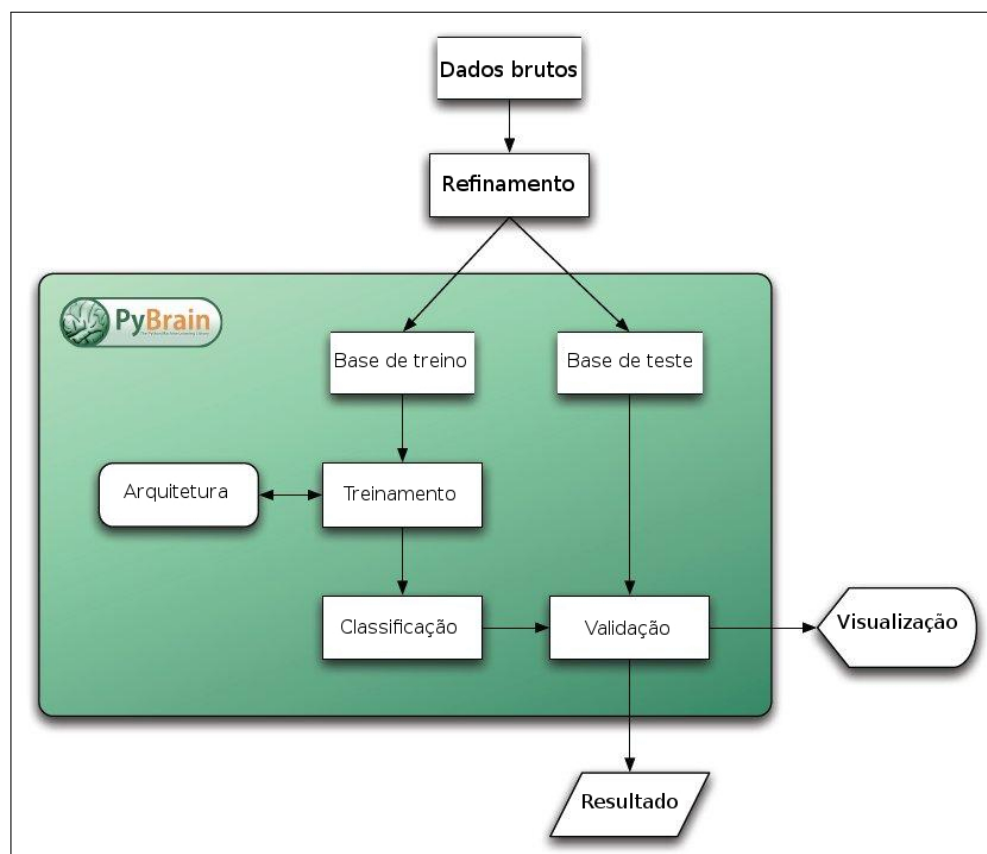 Dados brutos
Refinamento
PyBrain
Base de treino
Base de teste
Arquitetura
Treinamento
Classificação
Validação
Visualização
Resultado